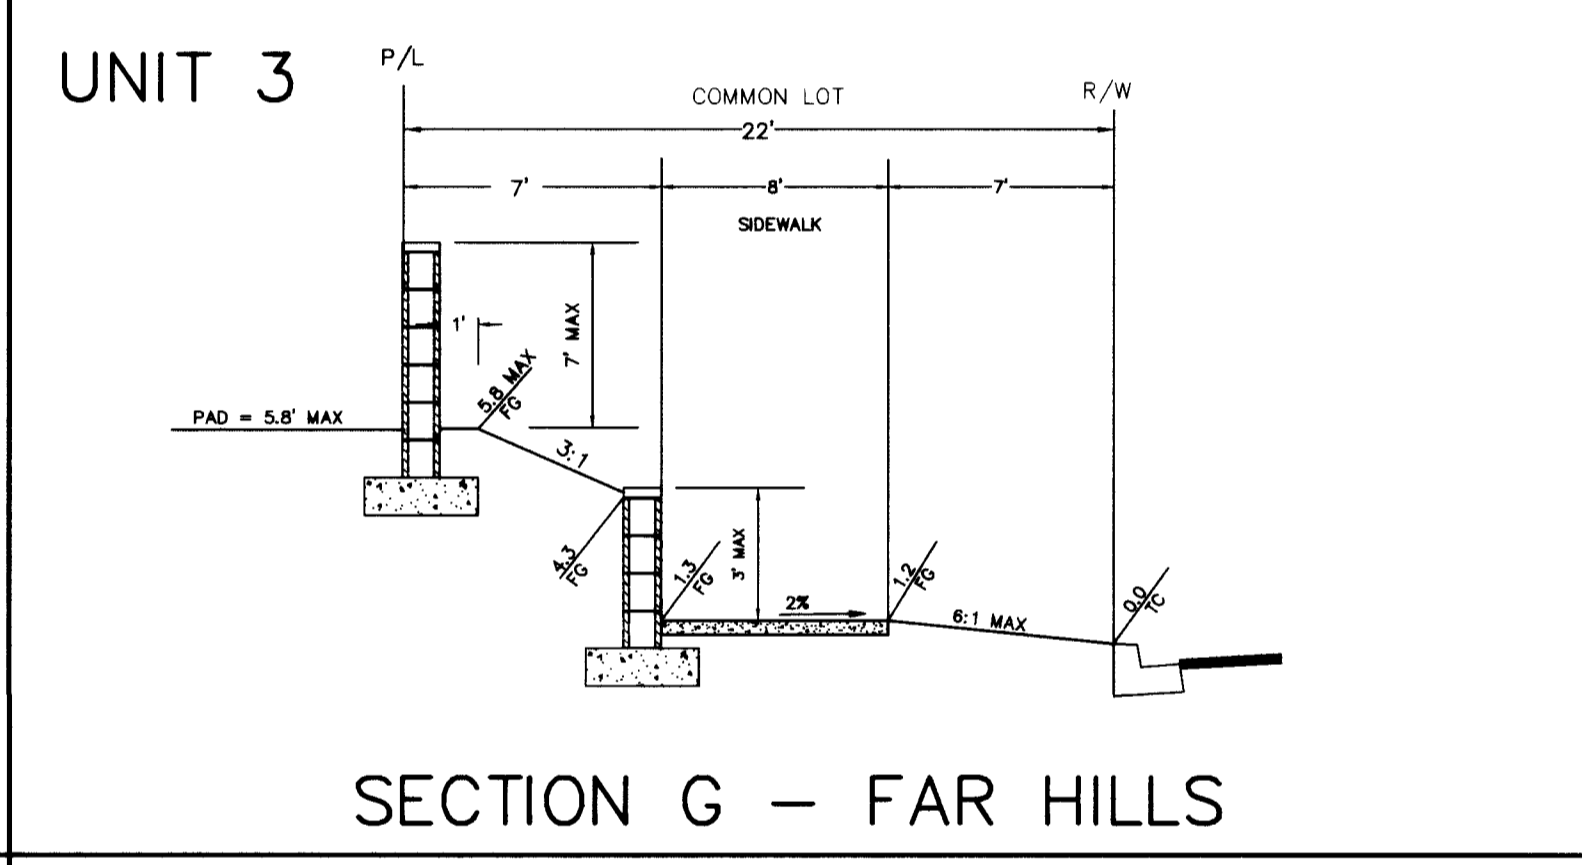 UNIT 3
P/L
COMMON LOT
R/W
22'
7'
8'
7'
SIDEWALK
1'
7' MAX
5.8 MAX
FG
PAD = 5.8' MAX
3:1
4.3
FG
1.3
FG
3' MAX
2%
1.2
FG
6:1 MAX
0.0
TC
SECTION G – FAR HILLS